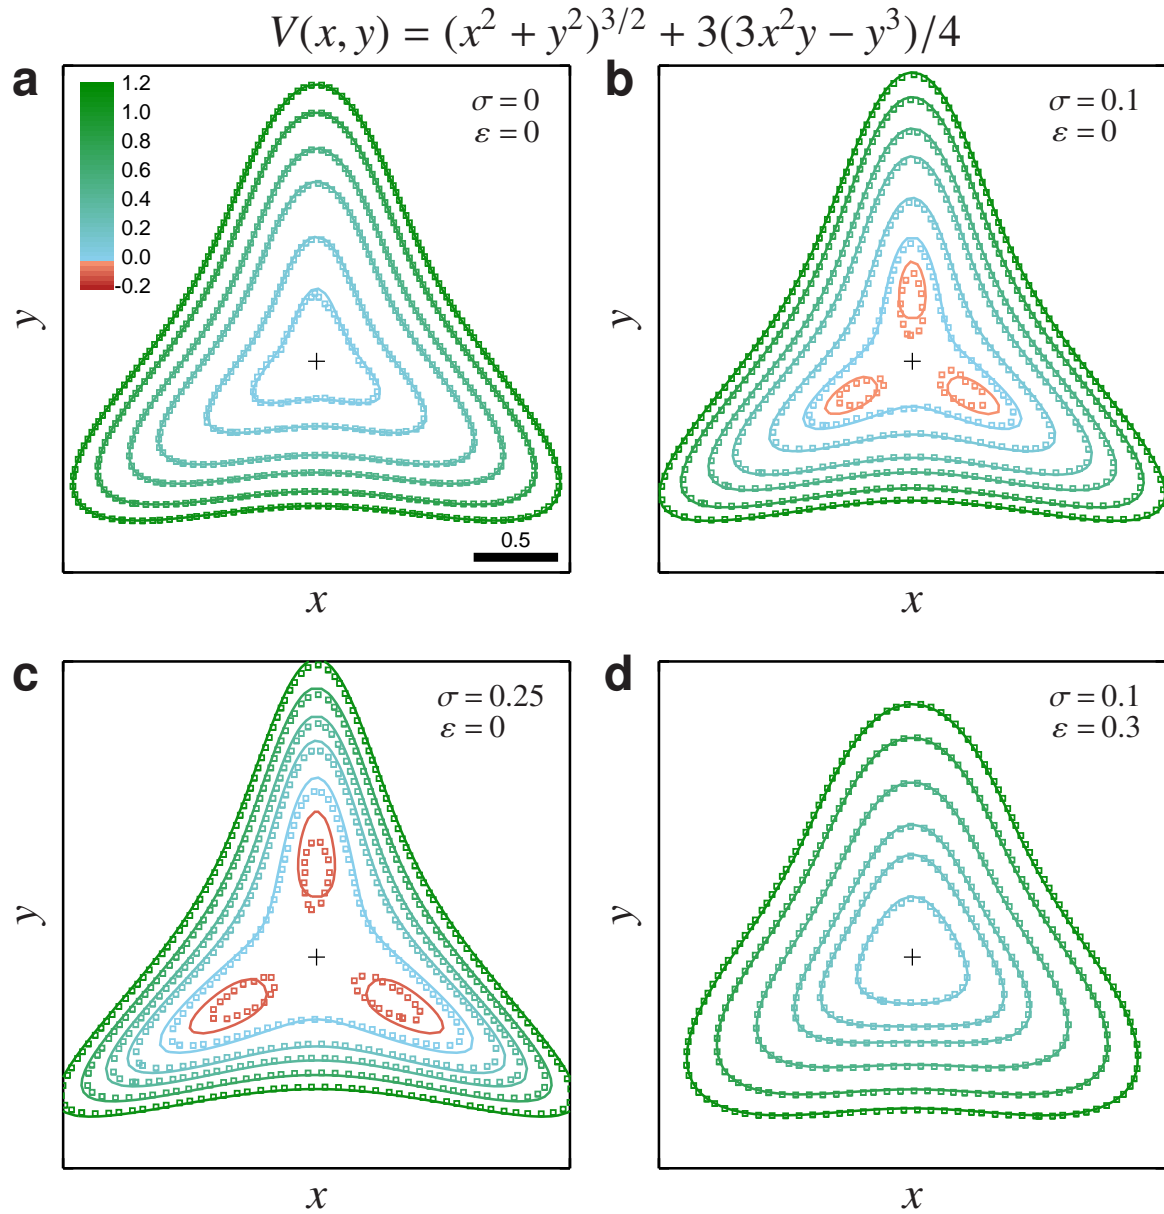 V(x, y) = (x² + y²)^{3/2} + 3(3x²y − y³)/4
a
1.2
1.0
0.8
0.6
0.4
0.2
0.0
-0.2
σ = 0
ε = 0
0.5
y
x
b
σ = 0.1
ε = 0
y
x
c
σ = 0.25
ε = 0
y
x
d
σ = 0.1
ε = 0.3
y
x